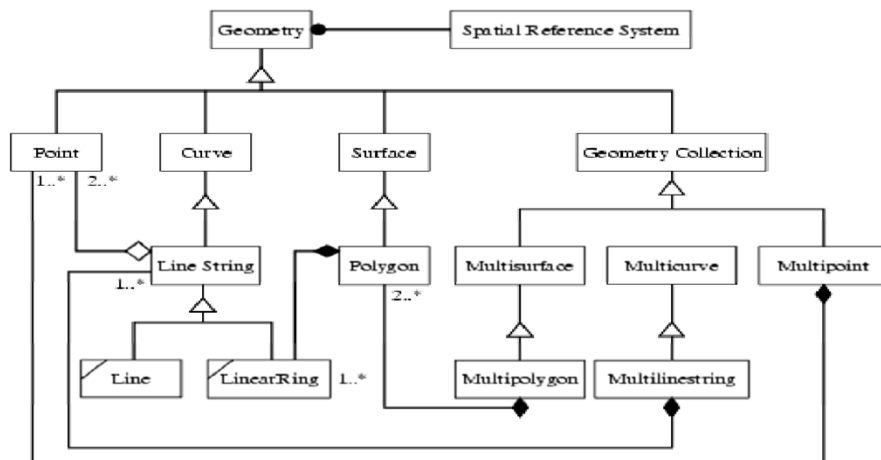 Geometry
Spatial Reference System
Point
Curve
Surface
Geometry Collection
1..*
2..*
Line String
Polygon
Multisurface
Multicurve
Multipoint
1..*
2..*
Line
LinearRing
1..*
Multipolygon
Multilinestring